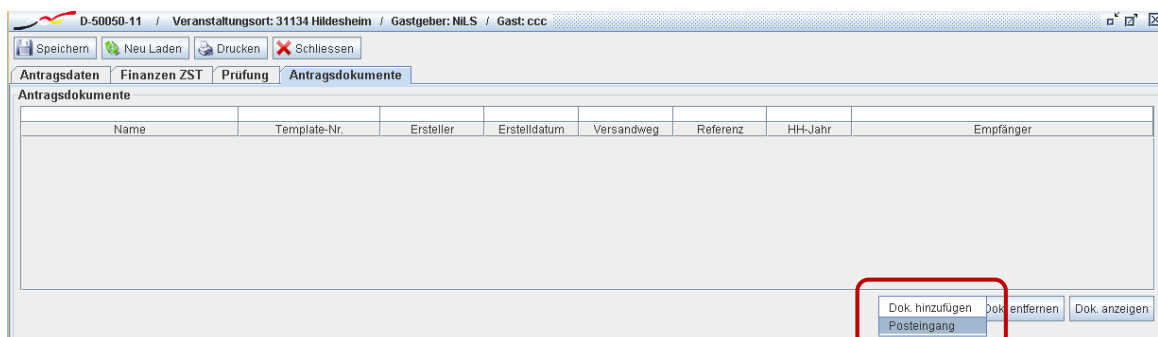 D-50050-11 / Veranstaltungsort: 31134 Hildesheim / Gastgeber: NiLS / Gast: ccc
Speichern Neu Laden Drucken Schliessen
Antragsdaten Finanzen ZST Prüfung Antragsdokumente
Antragsdokumente
Name Template-Nr. Ersteller Erstelldatum Versandweg Referenz HH-Jahr Empfänger
Dok. hinzufügen Dok. entfernen Dok. anzeigen
Posteingang